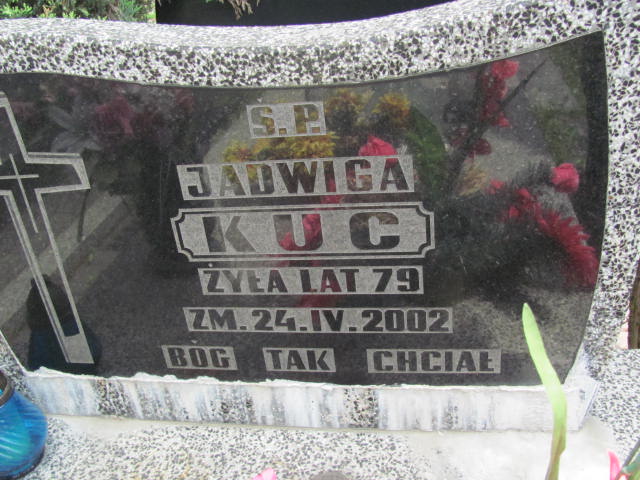 Ś.P.
JADWIGA
KUC
ŻYŁA LAT 79
ZM. 24.IV.2002
BÓG TAK CHCIAŁ